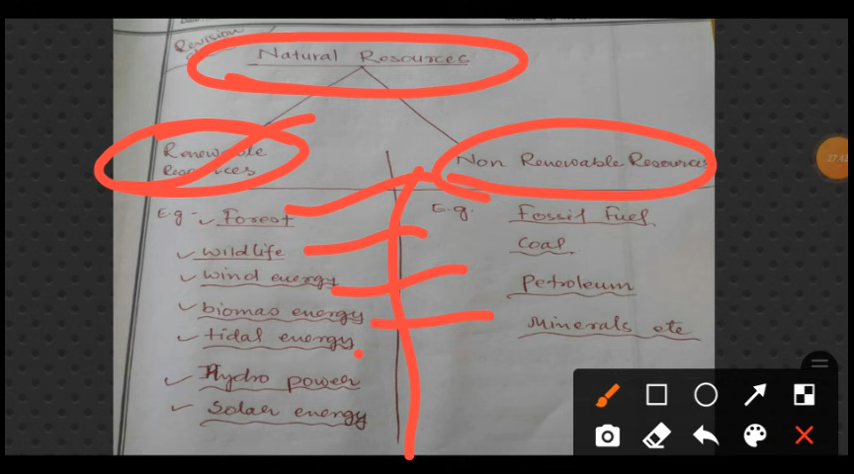 Revision
Natural Resources
Renewable
Resources
Non Renewable Resources
E.g- ✓ Forest
✓ wildlife
✓ wind energy
✓ biomas energy
✓ tidal energy
✓ Hydro power
✓ Solar energy
E.g.
Fossil Fuel
Coal
Petroleum
Minerals etc